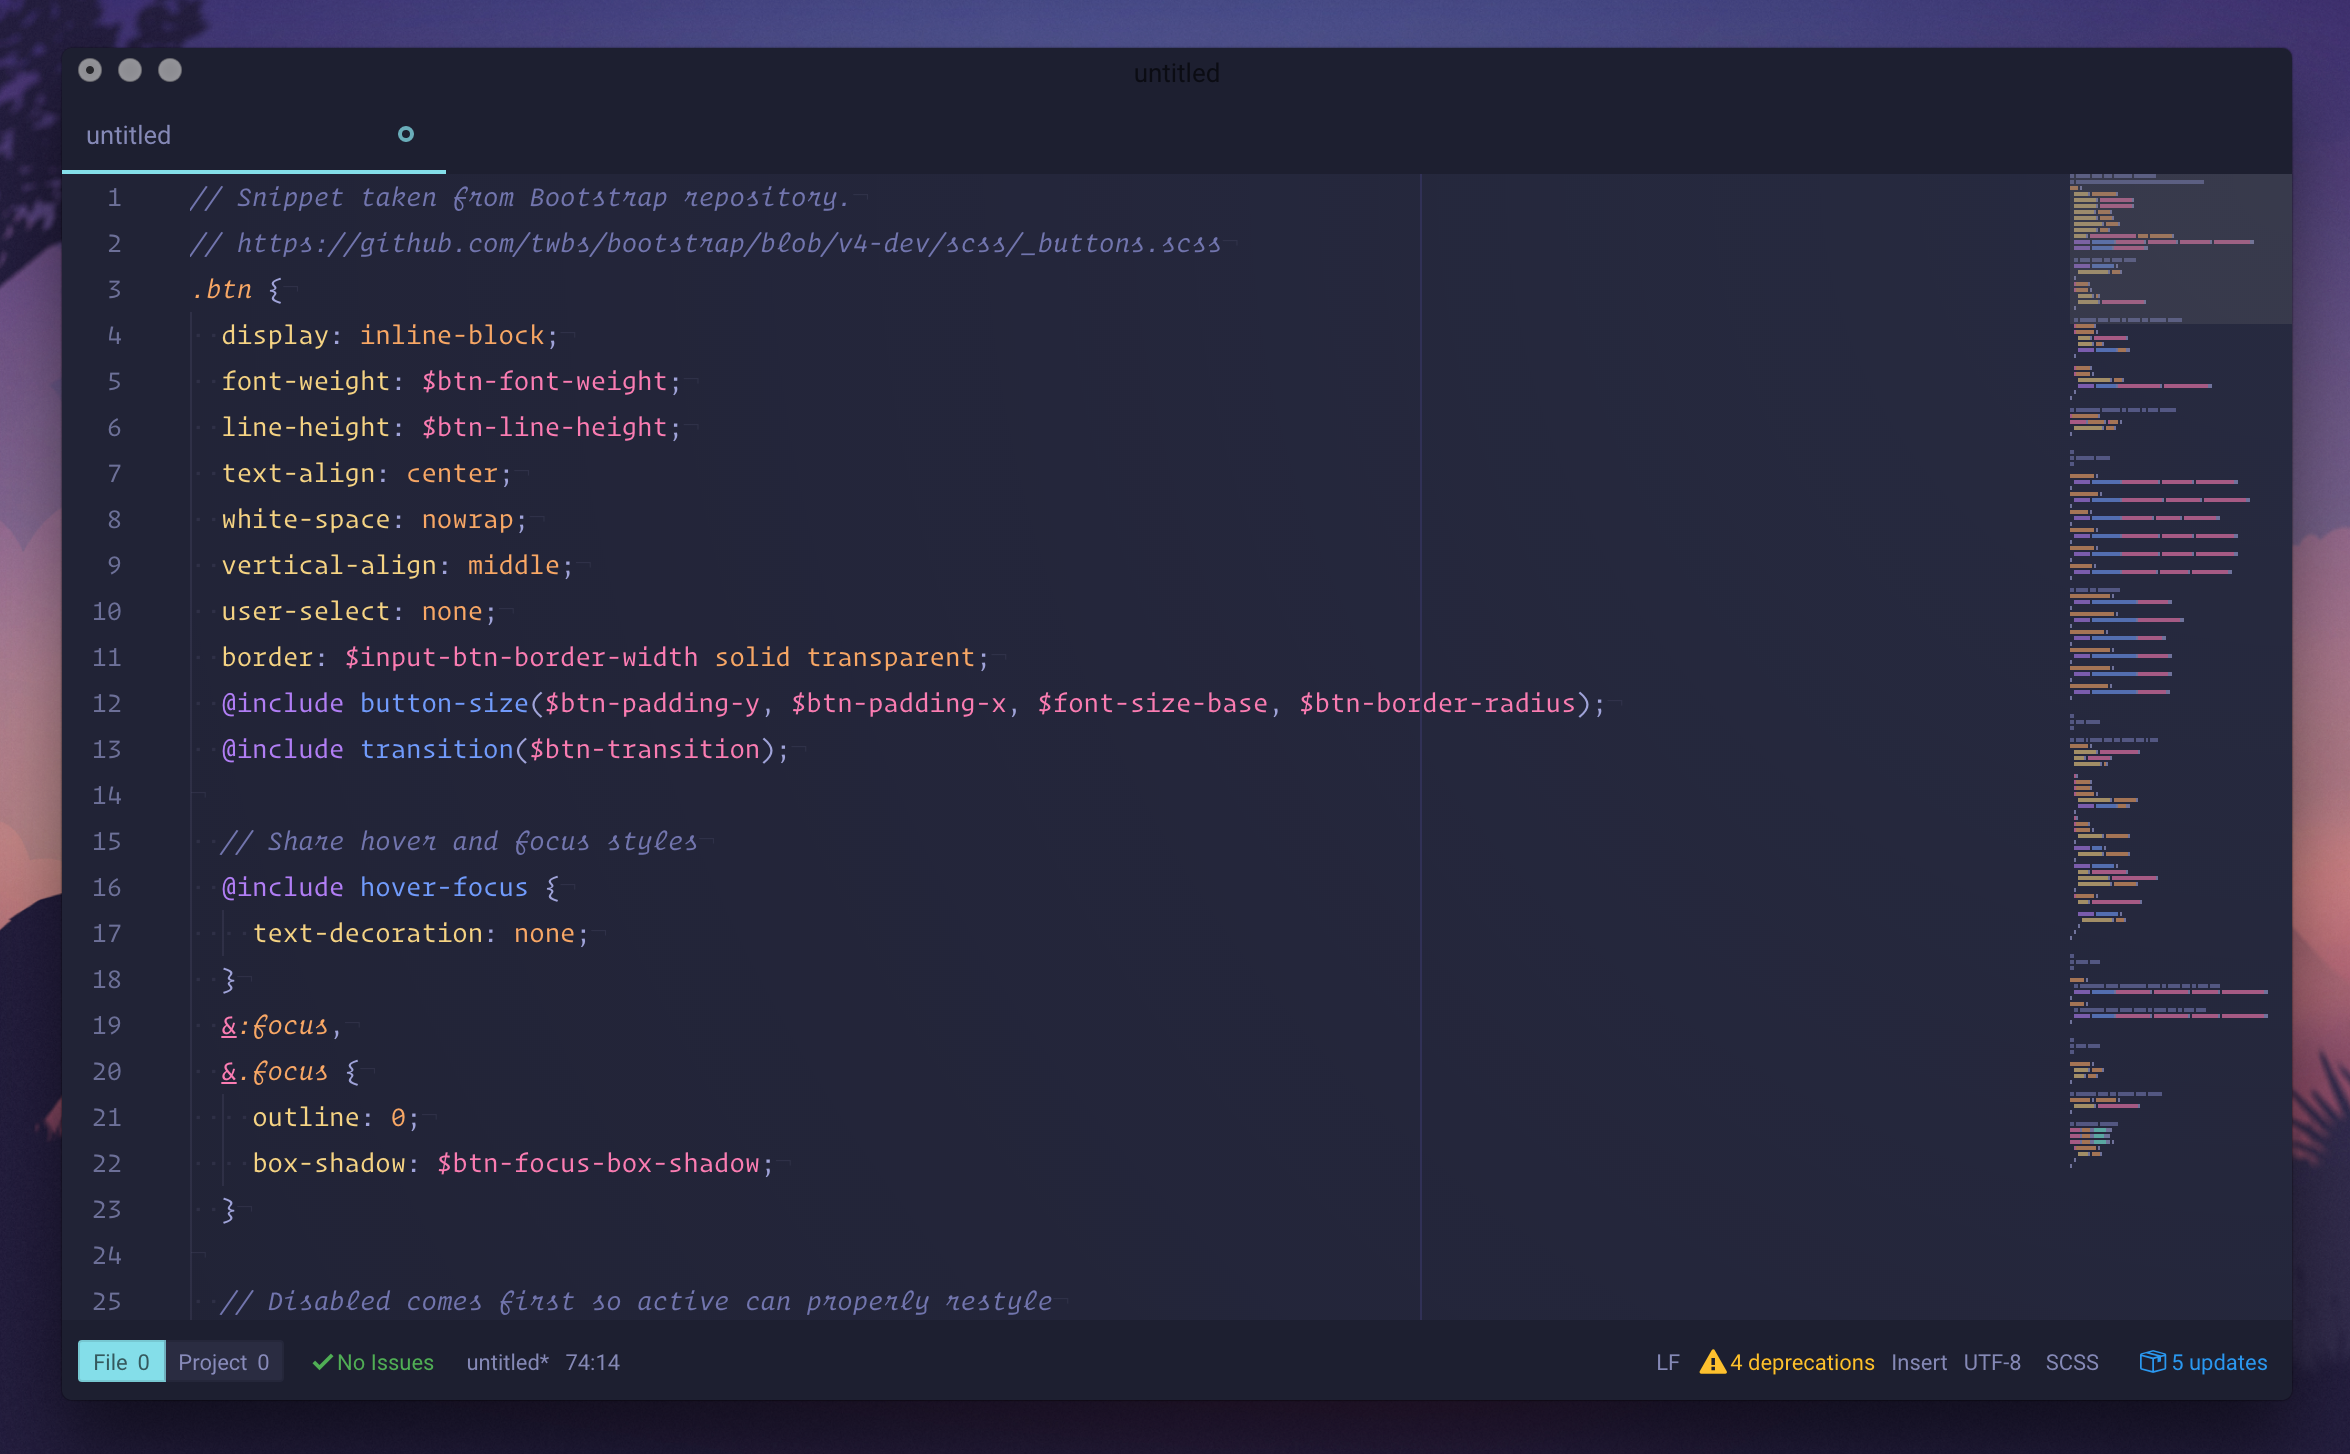 untitled
untitled
1 // Snippet taken from Bootstrap repository.
2 // https://github.com/twbs/bootstrap/blob/v4-dev/scss/_buttons.scss
3 .btn {
4 display: inline-block;
5 font-weight: $btn-font-weight;
6 line-height: $btn-line-height;
7 text-align: center;
8 white-space: nowrap;
9 vertical-align: middle;
10 user-select: none;
11 border: $input-btn-border-width solid transparent;
12 @include button-size($btn-padding-y, $btn-padding-x, $font-size-base, $btn-border-radius);
13 @include transition($btn-transition);
14
15 // Share hover and focus styles
16 @include hover-focus {
17 text-decoration: none;
18 }
19 &:focus,
20 &.focus {
21 outline: 0;
22 box-shadow: $btn-focus-box-shadow;
23 }
24
25 // Disabled comes first so active can properly restyle
File 0 Project 0 No Issues untitled* 74:14 LF 4 deprecations Insert UTF-8 SCSS 5 updates